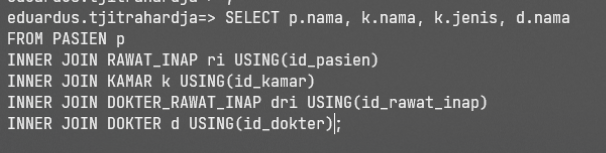 eduardus.tjitrahardja=> SELECT p.nama, k.nama, k.jenis, d.nama
FROM PASIEN p
INNER JOIN RAWAT_INAP ri USING(id_pasien)
INNER JOIN KAMAR k USING(id_kamar)
INNER JOIN DOKTER_RAWAT_INAP dri USING(id_rawat_inap)
INNER JOIN DOKTER d USING(id_dokter);